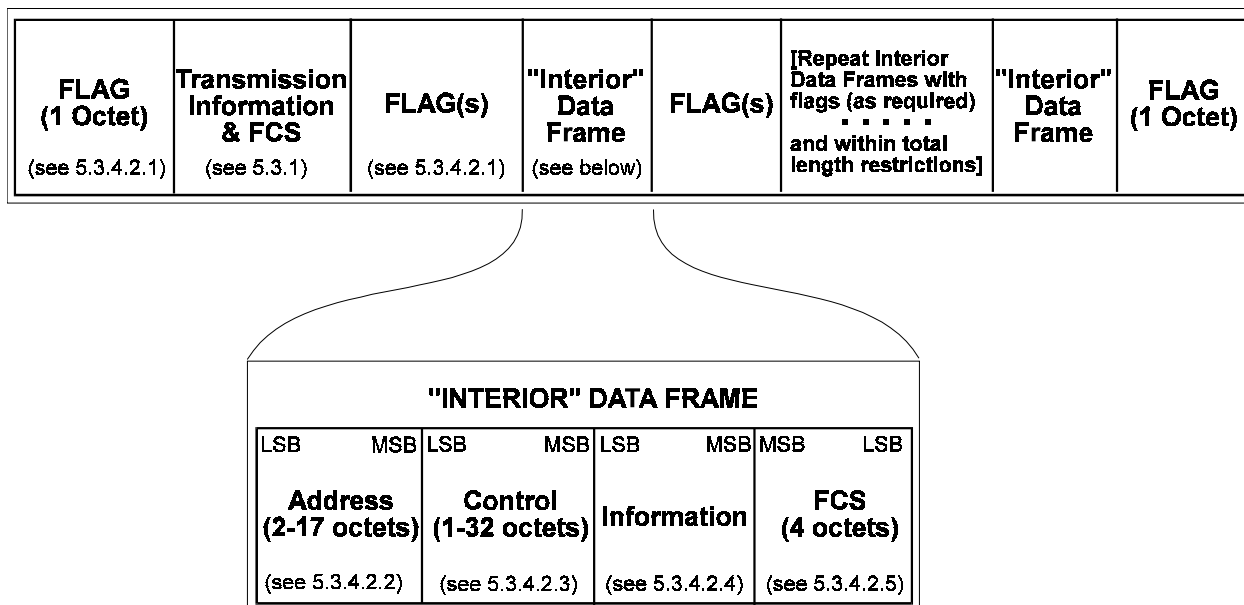 FLAG
(1 Octet)
(see 5.3.4.2.1)
Transmission
Information
& FCS
(see 5.3.1)
FLAG(s)
(see 5.3.4.2.1)
"Interior"
Data
Frame
(see below)
FLAG(s)
[Repeat Interior
Data Frames with
flags (as required)
. . . . .
and within total
length restrictions]
"Interior"
Data
Frame
FLAG
(1 Octet)
"INTERIOR" DATA FRAME
LSB MSB
Address
(2-17 octets)
(see 5.3.4.2.2)
LSB MSB
Control
(1-32 octets)
(see 5.3.4.2.3)
LSB MSB
Information
(see 5.3.4.2.4)
MSB LSB
FCS
(4 octets)
(see 5.3.4.2.5)